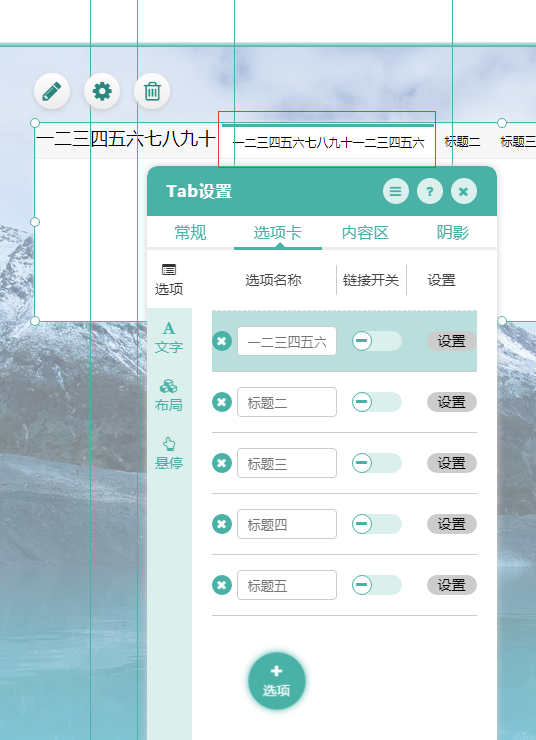 一二三四五六七八九十
一二三四五六七八九十一二三四五六
标题二
标题三
Tab设置
?
常规
选项卡
内容区
阴影
选项
选项名称
链接开关
设置
一二三四五六
设置
A
文字
标题二
设置
布局
标题三
设置
悬停
标题四
设置
标题五
设置
选项